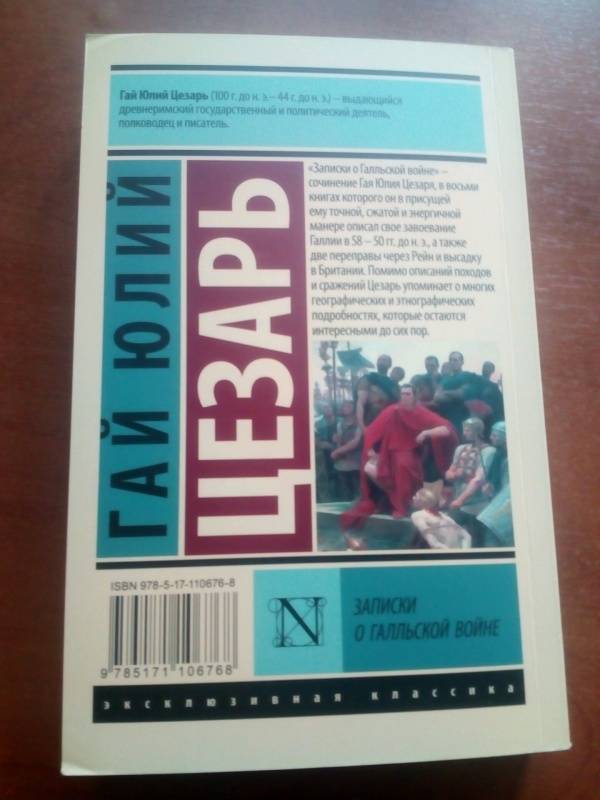 Гай Юлий Цезарь (100 г. до н. э.– 44 г. до н. э.) – выдающийся
древнеримский государственный и политический деятель,
полководец и писатель.
ГАЙ ЮЛИЙ
ЦЕЗАРЬ
«Записки о Галльской войне» –
сочинение Гая Юлия Цезаря, в восьми
книгах которого он в присущей
ему точной, сжатой и энергичной
манере описал свое завоевание
Галлии в 58 – 50 гг. до н. э., а также
две переправы через Рейн и высадку
в Британии. Помимо описаний походов
и сражений Цезарь упоминает о многих
географических и этнографических
подробностях, которые остаются
интересными до сих пор.
ISBN 978-5-17-110676-8
9 785171 106768
N
ЗАПИСКИ
О ГАЛЛЬСКОЙ ВОЙНЕ
эксклюзивная классика